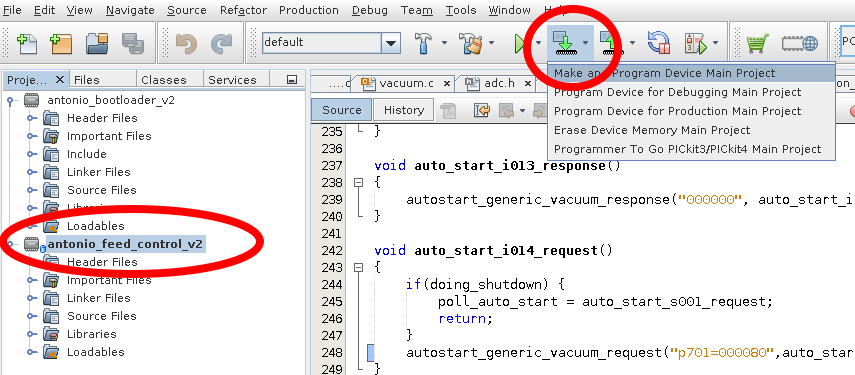 File Edit View Navigate Source Refactor Production Debug Team Tools Window Help
default
PC
Proje... Files Classes Services
....c vacuum.c adc.h
Source History
antonio_bootloader_v2
Header Files
Important Files
Include
Linker Files
Source Files
Libraries
Loadables
antonio_feed_control_v2
Header Files
Important Files
Linker Files
Source Files
Libraries
Loadables
Make and Program Device Main Project
Program Device for Debugging Main Project
Program Device for Production Main Project
Erase Device Memory Main Project
Programmer To Go PICkit3/PICkit4 Main Project
235 }
236
237 void auto_start_i013_response()
238 {
239 autostart_generic_vacuum_response("000000", auto_start_i
240 }
241
242 void auto_start_i014_request()
243 {
244 if(doing_shutdown) {
245 poll_auto_start = auto_start_s001_request;
246 return;
247 }
248 autostart_generic_vacuum_request("p701=000080",auto_star
249 }